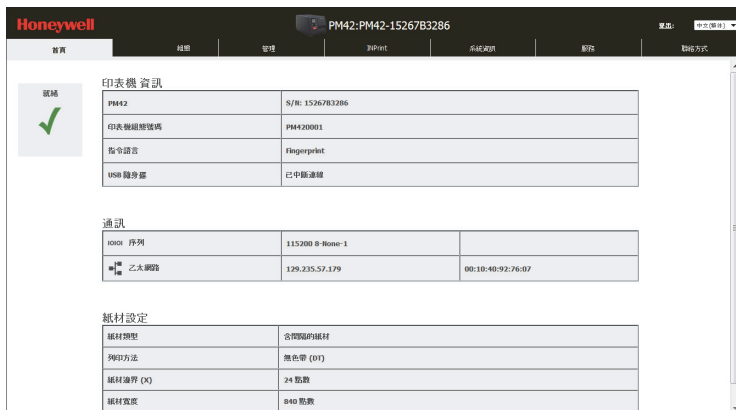 Honeywell
PM42:PM42-15267B3286
登出: 中文(繁体)
首頁 組態 管理 INPrint 系統資訊 服務 聯絡方式
就緒
印表機 資訊
PM42 S/N: 15267B3286
印表機組態號碼 PM420001
指令語言 Fingerprint
USB 隨身碟 已中斷連線
通訊
IOIOI 序列 115200 8-None-1
乙太網路 129.235.57.179 00:10:40:92:76:07
紙材設定
紙材類型 含間隔的紙材
列印方法 無色帶 (DT)
紙材邊界 (X) 24 點數
紙材寬度 840 點數